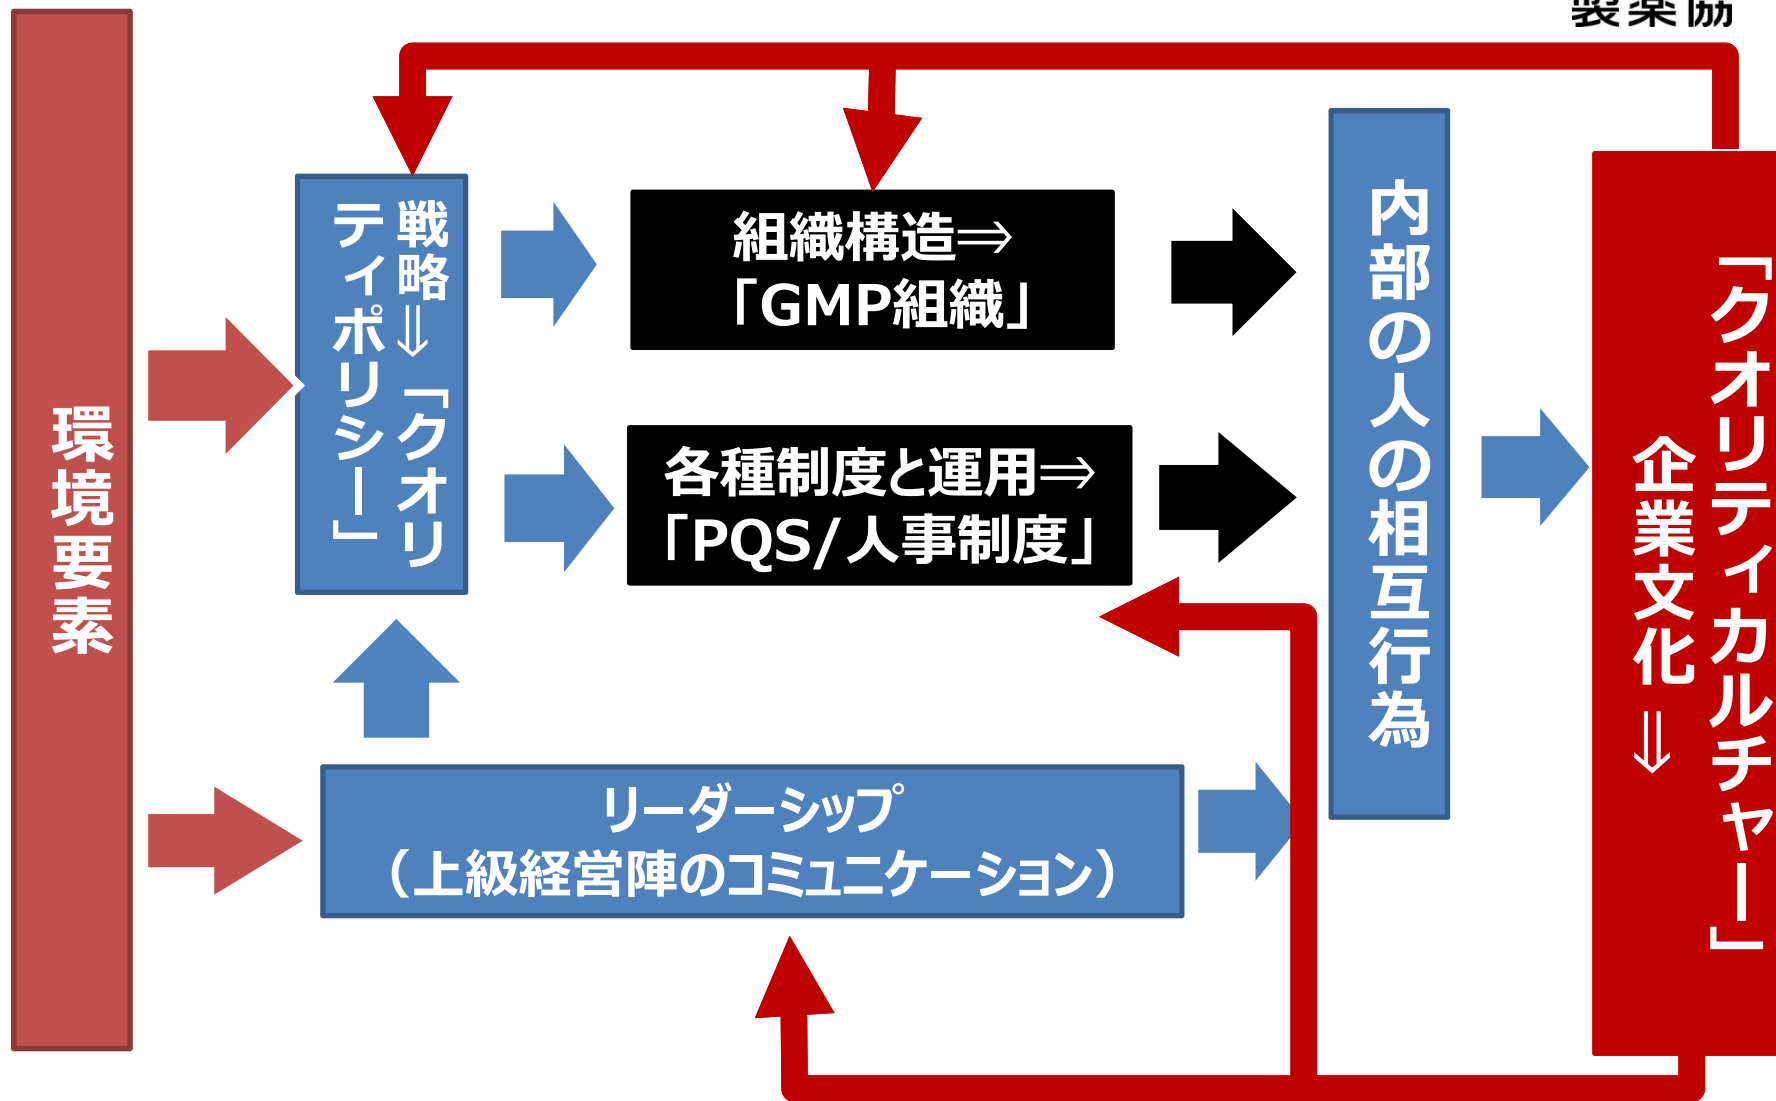 製薬協
環境要素
戦略⇒「クオリ
ティポリシー」
組織構造⇒
「GMP組織」
各種制度と運用⇒
「PQS/人事制度」
リーダーシップ
（上級経営陣のコミュニケーション）
内部の人の相互行為
「クオリティカルチャー」
企業文化⇒